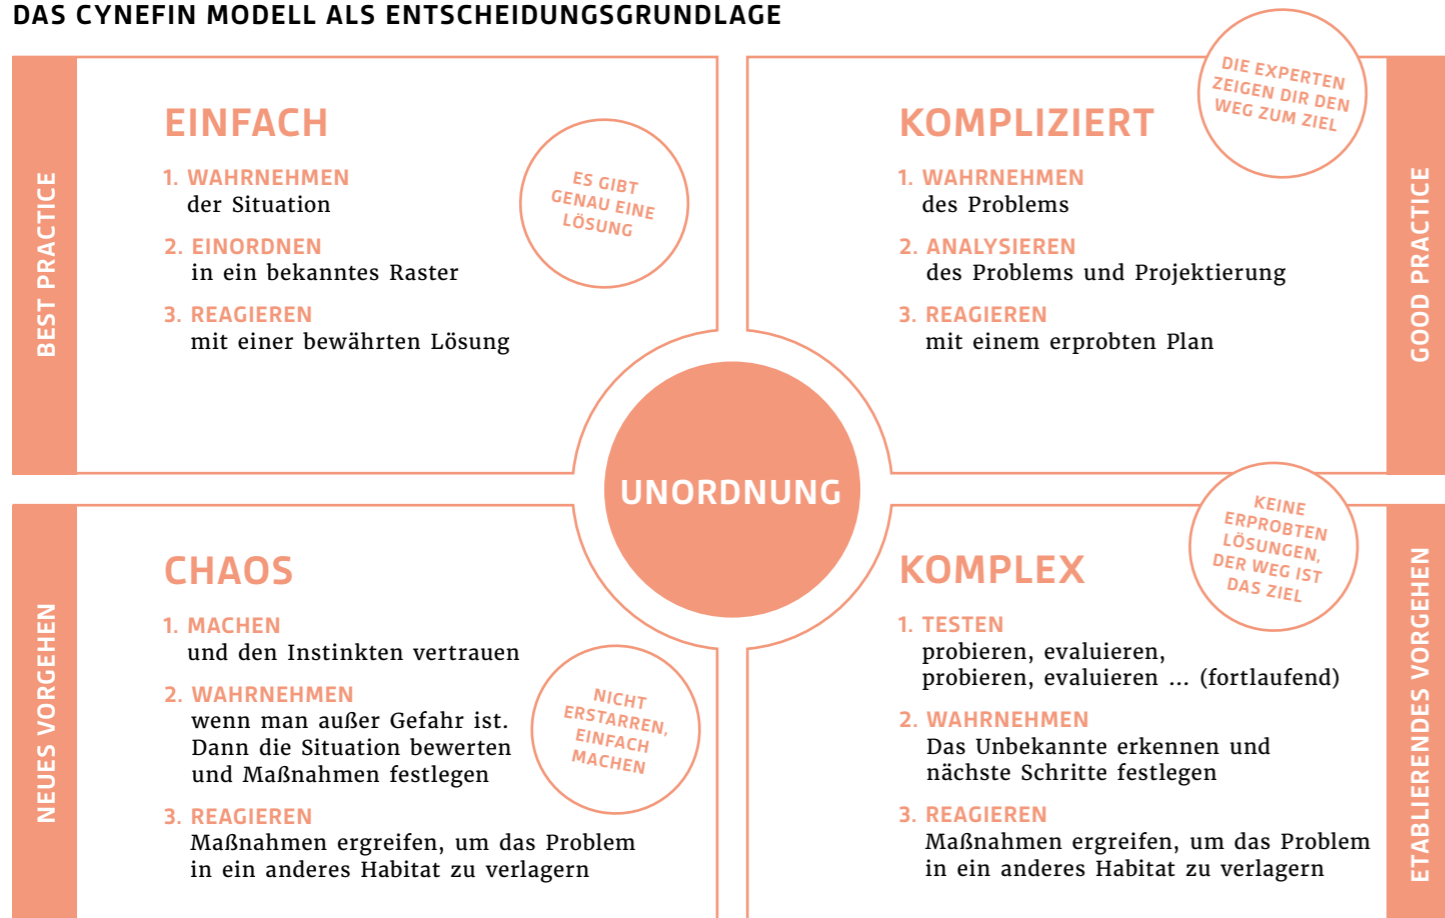 DAS CYNEFIN MODELL ALS ENTSCHEIDUNGSGRUNDLAGE
BEST PRACTICE
EINFACH
1. WAHRNEHMEN
der Situation
2. EINORDNEN
in ein bekanntes Raster
3. REAGIEREN
mit einer bewährten Lösung
ES GIBT
GENAU EINE
LÖSUNG
KOMPLIZIERT
1. WAHRNEHMEN
des Problems
2. ANALYSIEREN
des Problems und Projektierung
3. REAGIEREN
mit einem erprobten Plan
DIE EXPERTEN
ZEIGEN DIR DEN
WEG ZUM ZIEL
GOOD PRACTICE
UNORDNUNG
NEUES VORGEHEN
CHAOS
1. MACHEN
und den Instinkten vertrauen
2. WAHRNEHMEN
wenn man außer Gefahr ist.
Dann die Situation bewerten
und Maßnahmen festlegen
3. REAGIEREN
Maßnahmen ergreifen, um das Problem
in ein anderes Habitat zu verlagern
NICHT
ERSTARREN,
EINFACH
MACHEN
KOMPLEX
1. TESTEN
probieren, evaluieren,
probieren, evaluieren ... (fortlaufend)
2. WAHRNEHMEN
Das Unbekannte erkennen und
nächste Schritte festlegen
3. REAGIEREN
Maßnahmen ergreifen, um das Problem
in ein anderes Habitat zu verlagern
KEINE
ERPROBTEN
LÖSUNGEN,
DER WEG IST
DAS ZIEL
ETABLIERENDES VORGEHEN